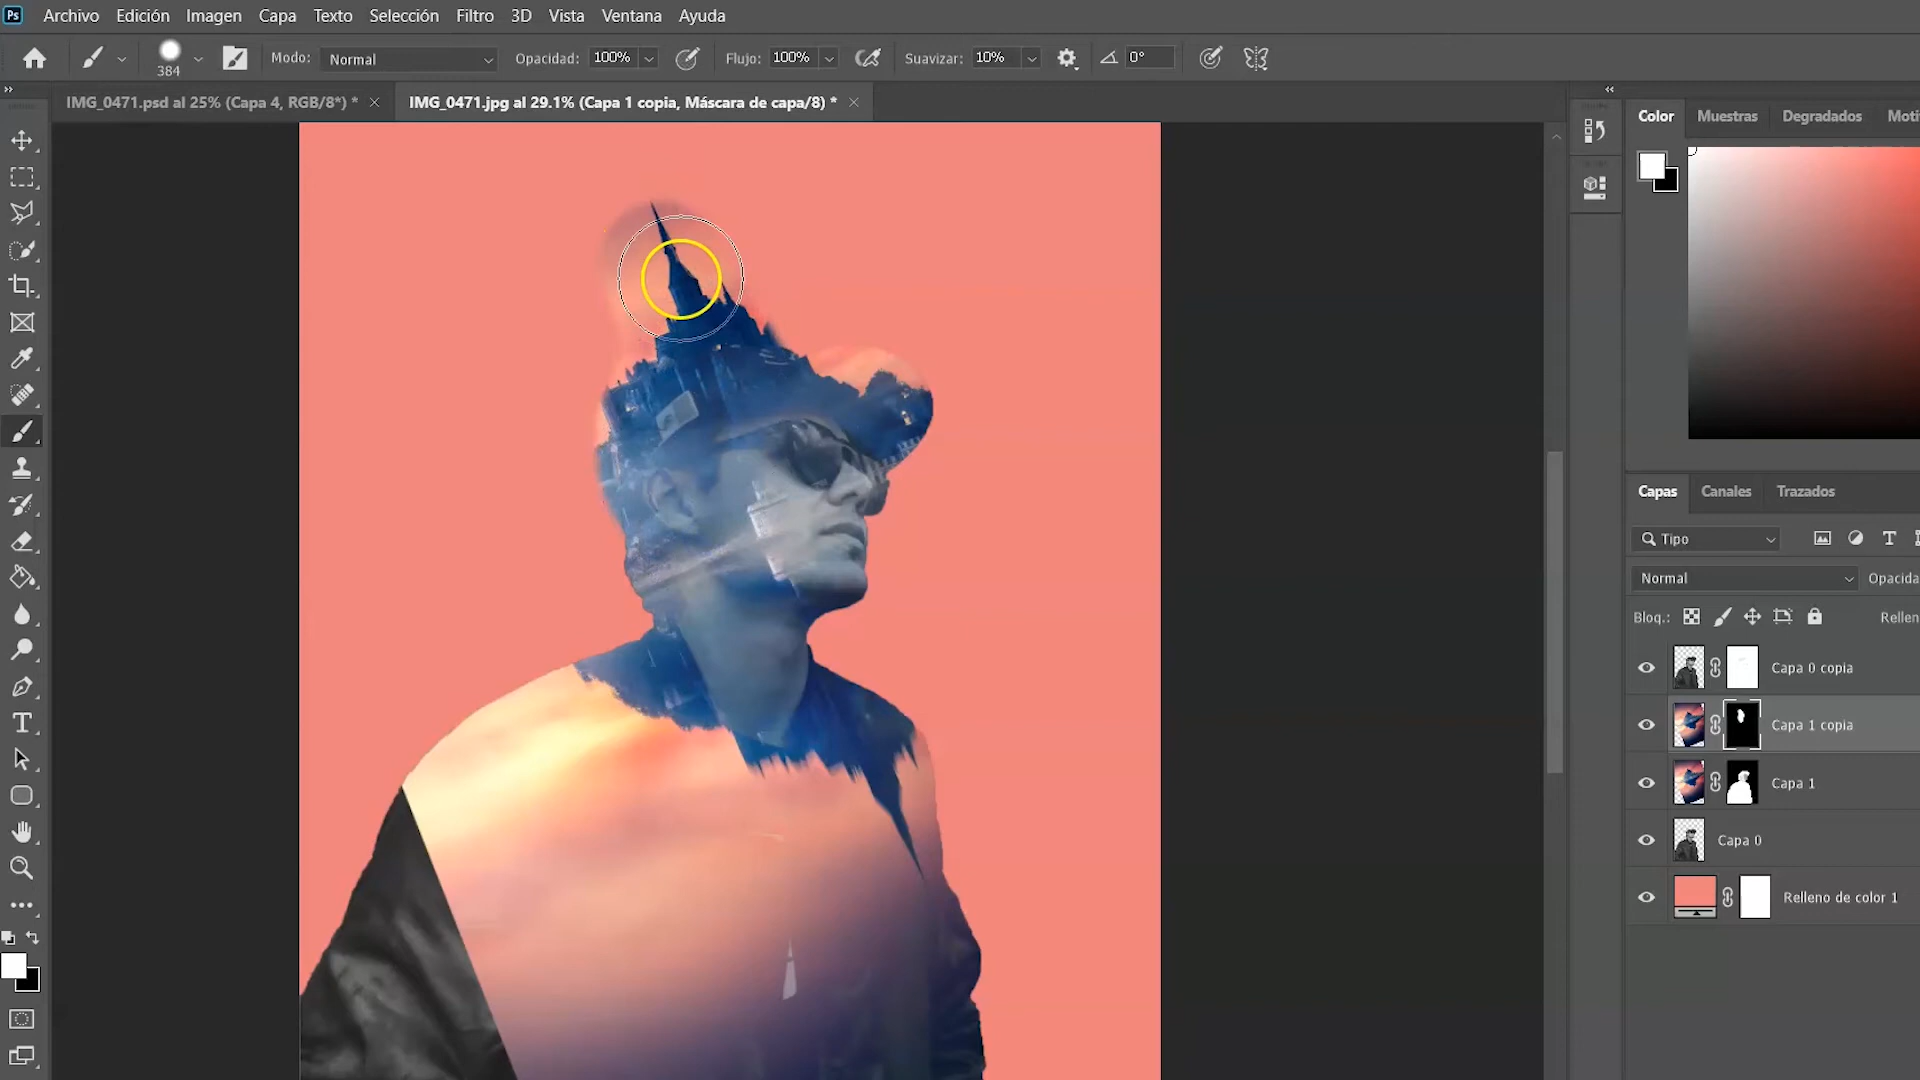 Ps Archivo Edición Imagen Capa Texto Selección Filtro 3D Vista Ventana Ayuda
384 Modo: Normal Opacidad: 100% Flujo: 100% Suavizar: 10% 0°
IMG_0471.psd al 25% (Capa 4, RGB/8*) * IMG_0471.jpg al 29.1% (Capa 1 copia, Máscara de capa/8) *
Color Muestras Degradados Moti
Capas Canales Trazados
Tipo
Normal Opacida
Bloq.: Rellen
Capa 0 copia
Capa 1 copia
Capa 1
Capa 0
Relleno de color 1